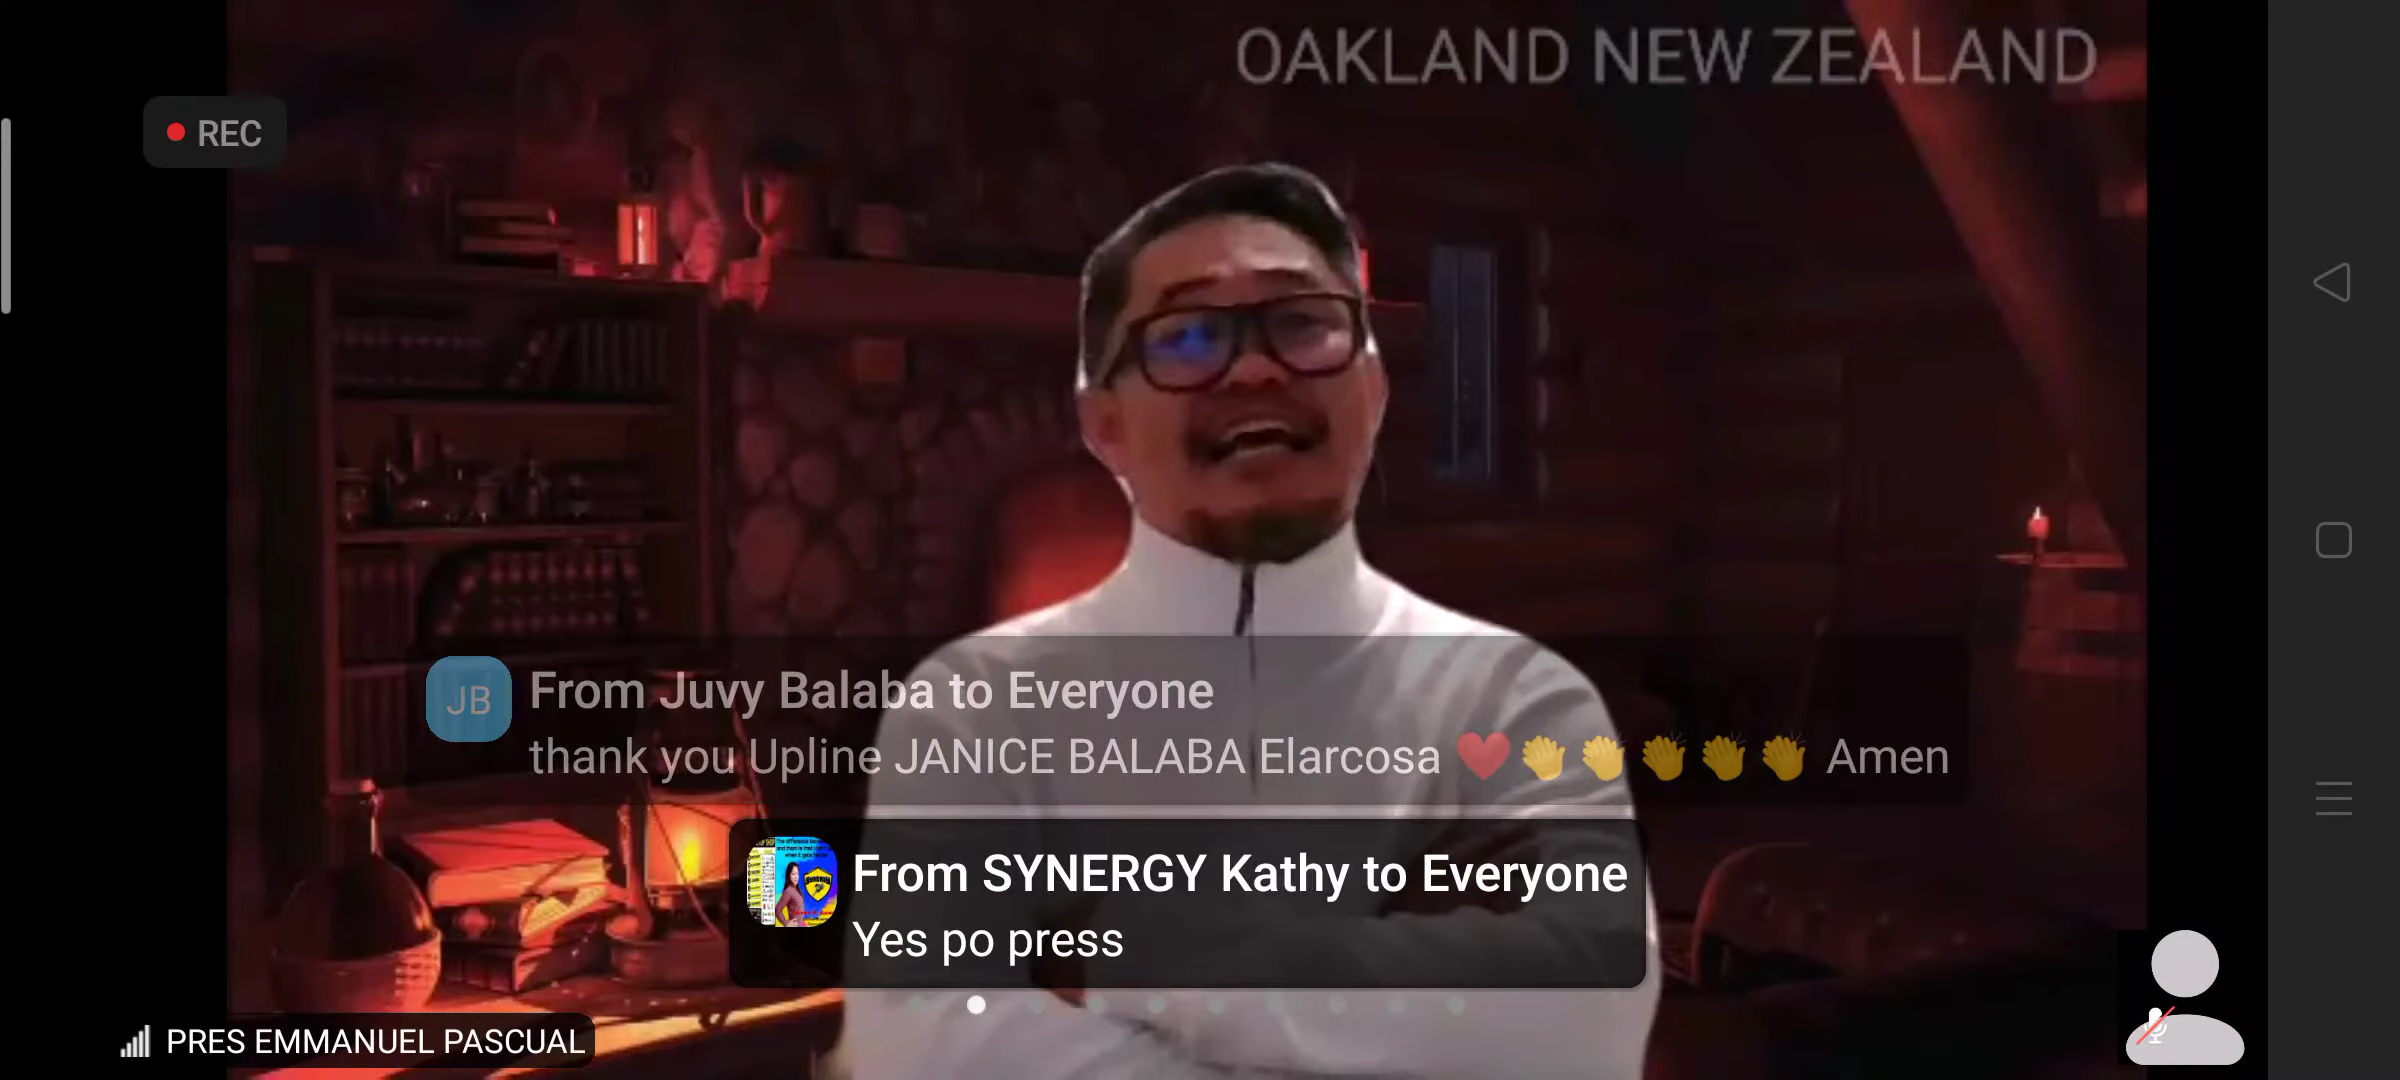 OAKLAND NEW ZEALAND
REC
JB
From Juvy Balaba to Everyone
thank you Upline JANICE BALABA Elarcosa ❤️👏👏👏👏👏 Amen
From SYNERGY Kathy to Everyone
Yes po press
PRES EMMANUEL PASCUAL